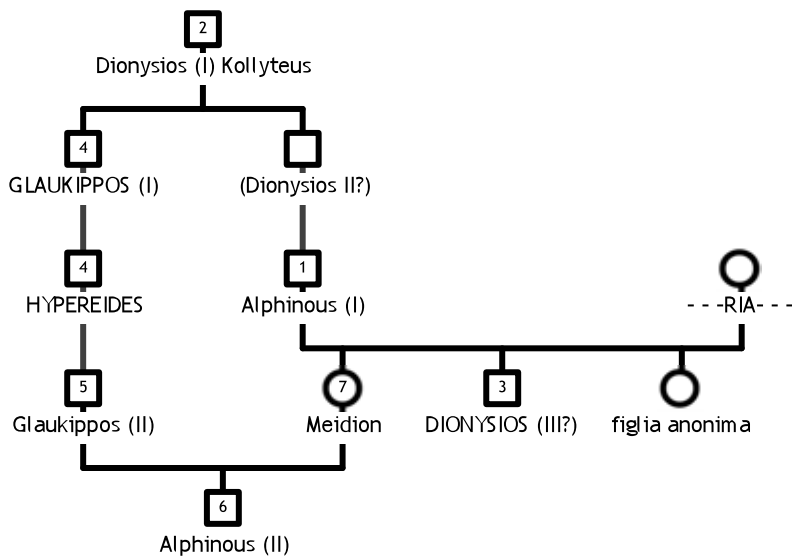 2
Dionysios (I) Kollyteus
4
GLAUKIPPOS (I)
(Dionysios II?)
4
1
HYPEREIDES
Alphinous (I)
- - -RIA- - -
5
7
3
Glaukippos (II)
Meidion
DIONYSIOS (III?)
figlia anonima
6
Alphinous (II)